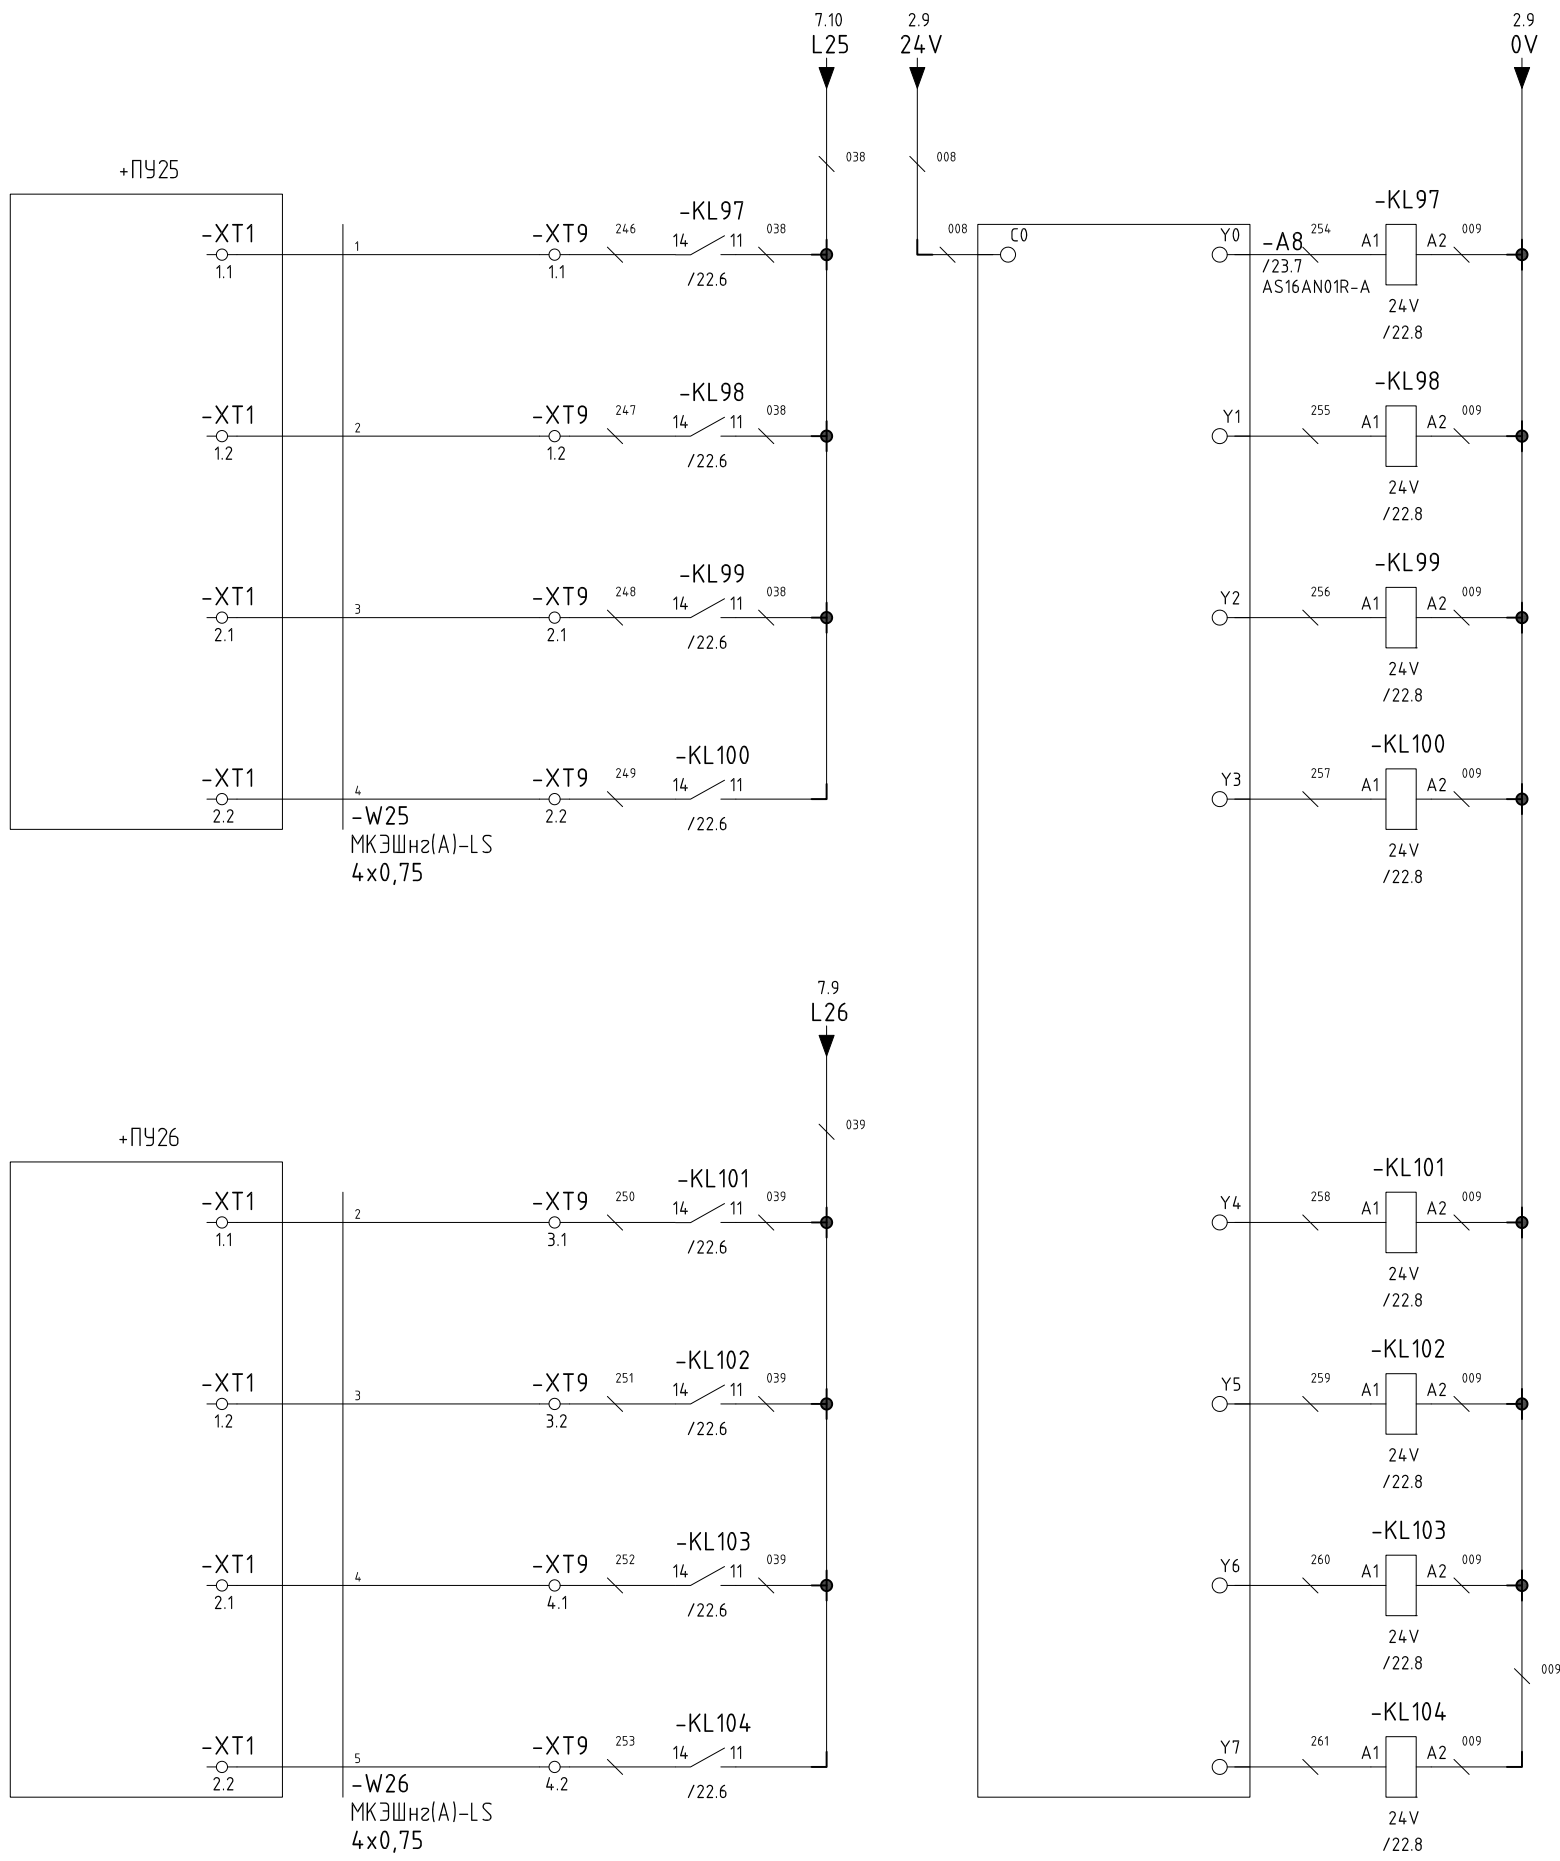 7.10
L25
2.9
24V
2.9
0V
038
008
+ПУ25
-XT1
1.1
1
-XT9
1.1
246
-KL97
14
11
/22.6
038
008
C0
Y0
-A8
/23.7
AS16AN01R-A
254
-KL97
A1
A2
24V
/22.8
009
-XT1
1.2
2
-XT9
1.2
247
-KL98
14
11
/22.6
038
Y1
255
-KL98
A1
A2
24V
/22.8
009
-XT1
2.1
3
-XT9
2.1
248
-KL99
14
11
/22.6
038
Y2
256
-KL99
A1
A2
24V
/22.8
009
-XT1
2.2
4
-XT9
2.2
249
-KL100
14
11
/22.6
Y3
257
-KL100
A1
A2
24V
/22.8
009
-W25
МКЭШнг(А)-LS
4х0,75
7.9
L26
039
+ПУ26
-XT1
1.1
2
-XT9
3.1
250
-KL101
14
11
/22.6
039
Y4
258
-KL101
A1
A2
24V
/22.8
009
-XT1
1.2
3
-XT9
3.2
251
-KL102
14
11
/22.6
039
Y5
259
-KL102
A1
A2
24V
/22.8
009
-XT1
2.1
4
-XT9
4.1
252
-KL103
14
11
/22.6
039
Y6
260
-KL103
A1
A2
24V
/22.8
009
009
-XT1
2.2
5
-XT9
4.2
253
-KL104
14
11
/22.6
Y7
261
-KL104
A1
A2
24V
/22.8
009
-W26
МКЭШнг(А)-LS
4х0,75